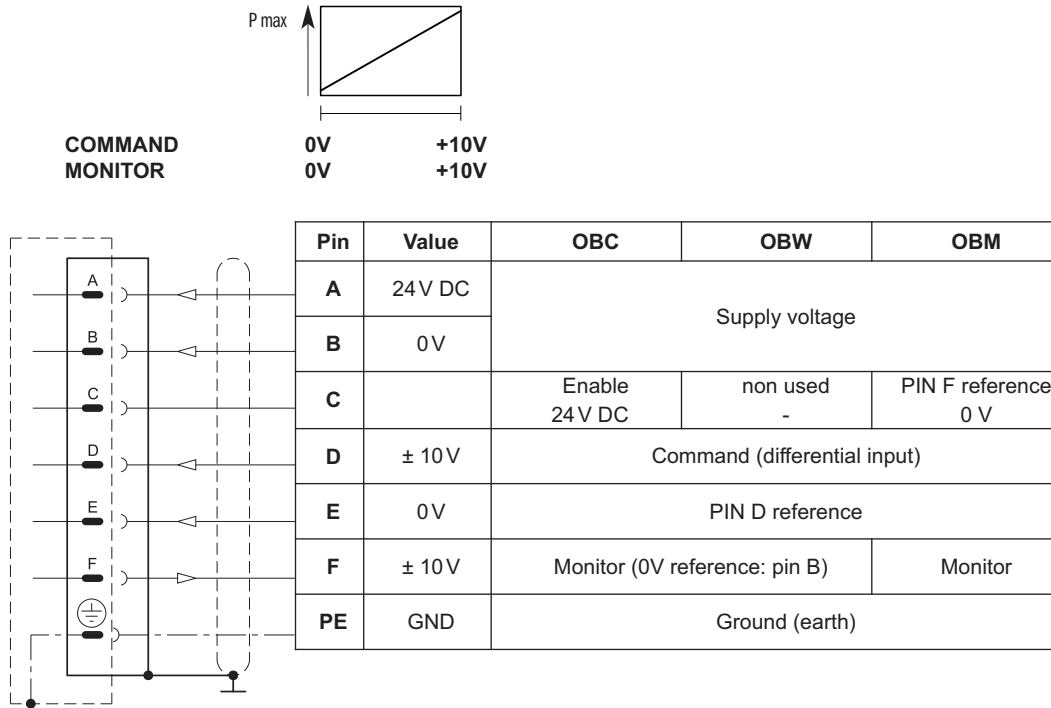 P max
COMMAND 0V +10V
MONITOR 0V +10V
Pin Value OBC OBW OBM
A A 24 V DC Supply voltage
B B 0 V
C C Enable 24 V DC non used - PIN F reference 0 V
D D ± 10 V Command (differential input)
E E 0 V PIN D reference
F F ± 10 V Monitor (0V reference: pin B) Monitor
PE GND Ground (earth)